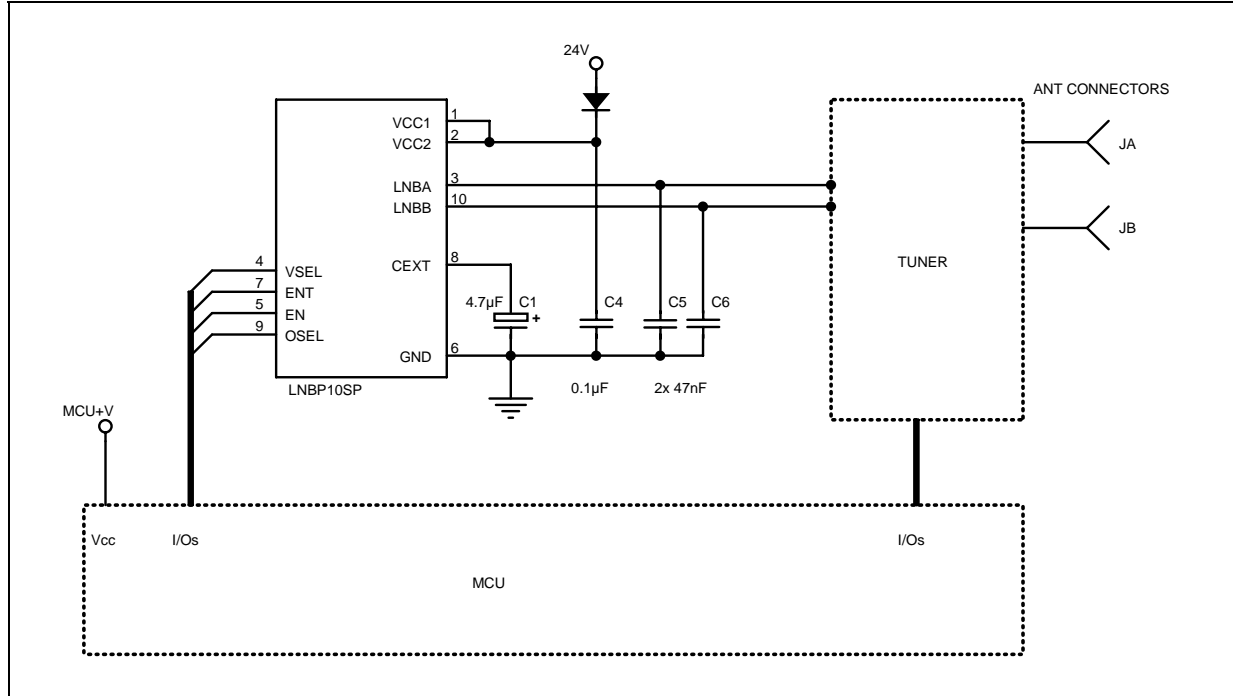 24V
ANT CONNECTORS
VCC1 1
VCC2 2
JA
LNBA 3
LNBB 10
JB
TUNER
4 VSEL
CEXT 8
7 ENT
5 EN
9 OSEL
4.7µF C1
+
C4
C5
C6
GND 6
LNBP10SP
0.1µF
2x 47nF
MCU+V
Vcc
I/Os
I/Os
MCU